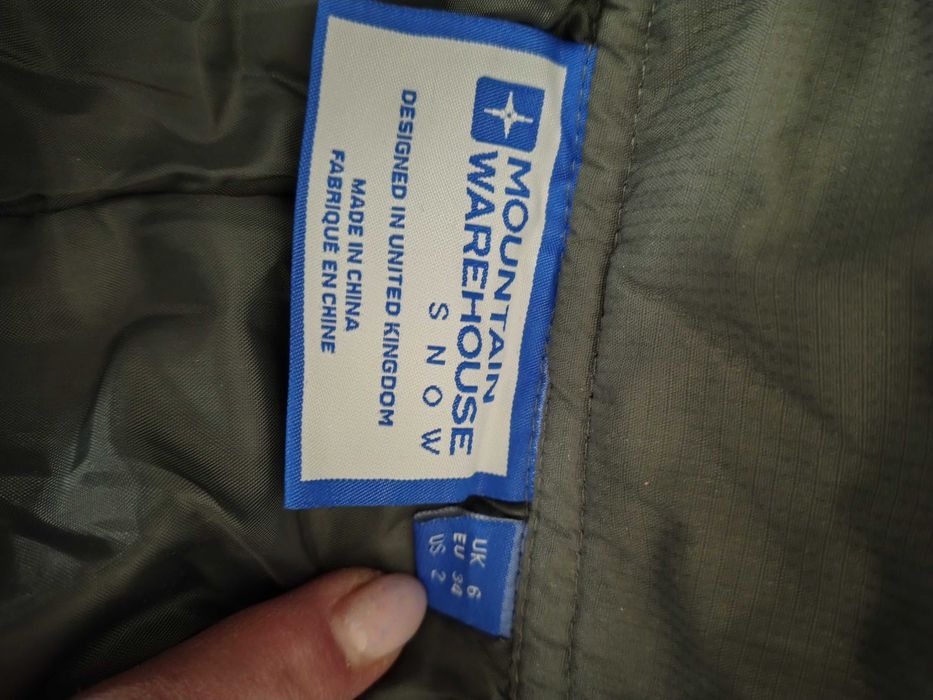 MOUNTAIN
WAREHOUSE
SNOW
DESIGNED IN UNITED KINGDOM
MADE IN CHINA
FABRIQUÉ EN CHINE
UK 6
EU 34
US 2